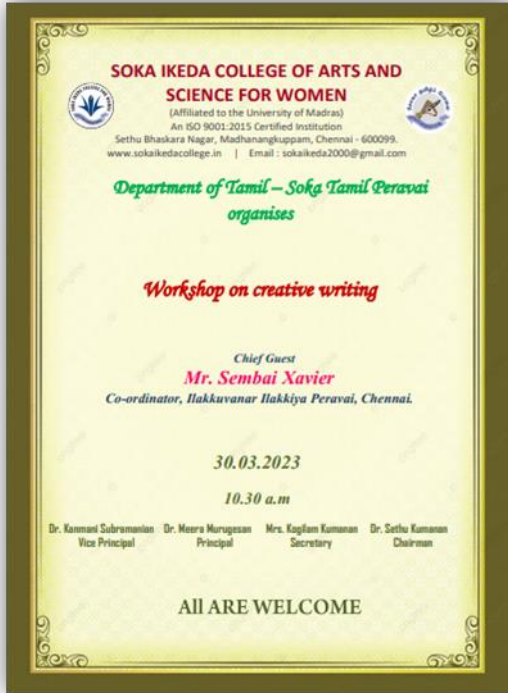 SOKA IKEDA COLLEGE OF ARTS AND
SCIENCE FOR WOMEN
(Affiliated to the University of Madras)
An ISO 9001:2015 Certified Institution
Sethu Bhaskara Nagar, Madhanangkuppam, Chennai - 600099.
www.sokaikedacollege.in | Email : sokaikeda2000@gmail.com
Department of Tamil – Soka Tamil Peravai
organises
Workshop on creative writing
Chief Guest
Mr. Sembai Xavier
Co-ordinator, Ilakkuvanar Ilakkiya Peravai, Chennai.
30.03.2023
10.30 a.m
Dr. Kanmani Subramanian Dr. Meera Murugesan Mrs. Kogilam Kumanan Dr. Sethu Kumanan
Vice Principal Principal Secretary Chairman
All ARE WELCOME